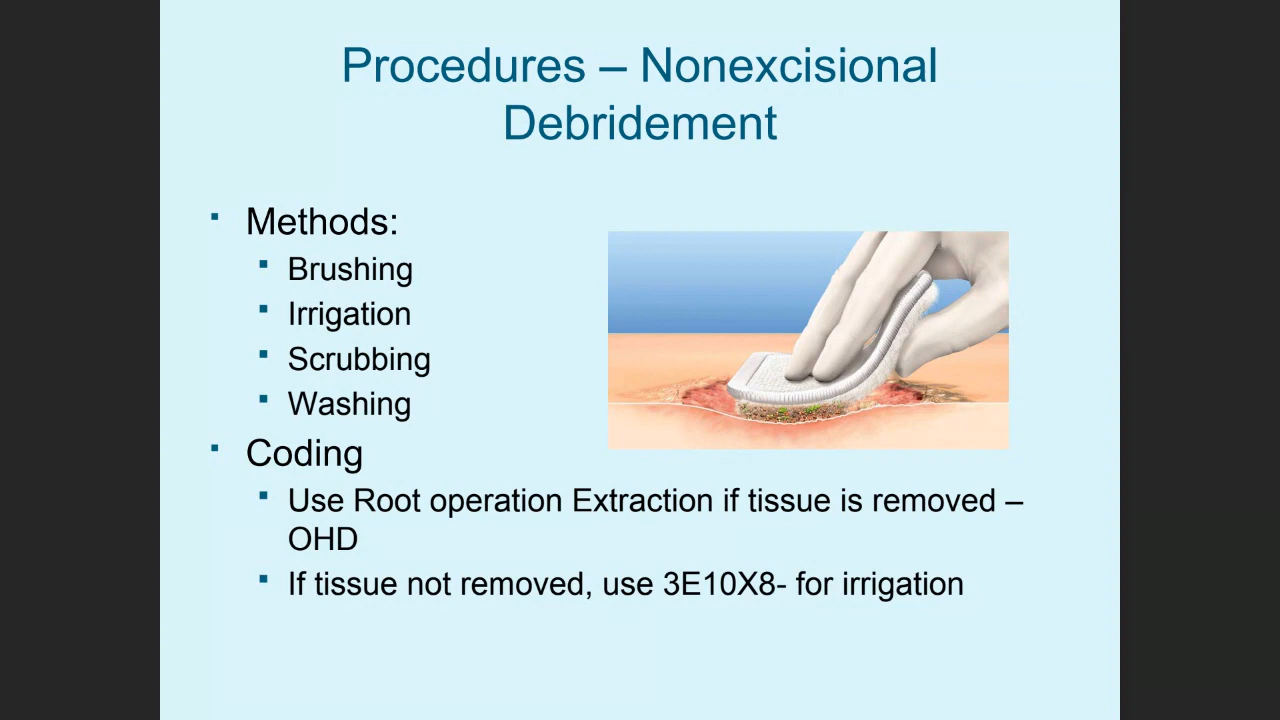 Procedures – Nonexcisional
Debridement
▪ Methods:
▪ Brushing
▪ Irrigation
▪ Scrubbing
▪ Washing
▪ Coding
▪ Use Root operation Extraction if tissue is removed –
OHD
▪ If tissue not removed, use 3E10X8- for irrigation